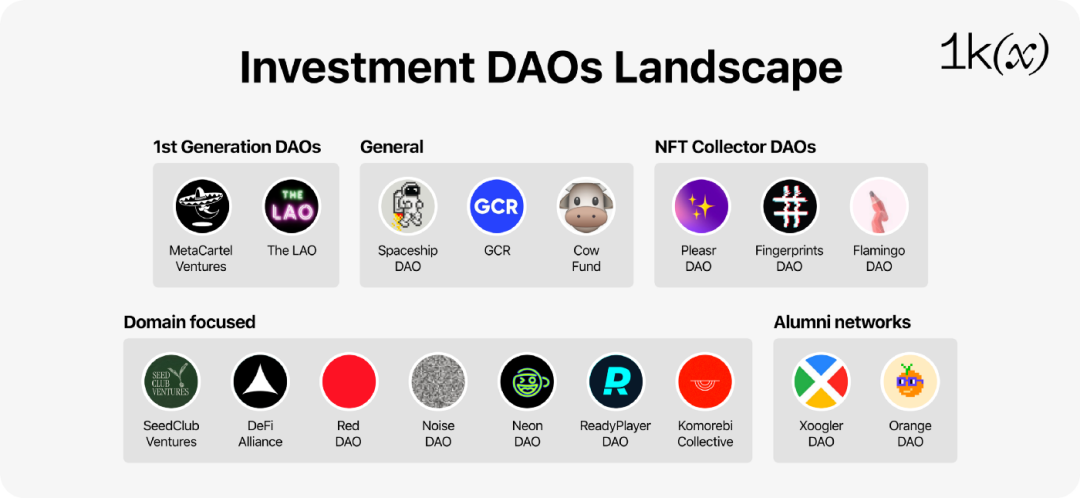 Investment DAOs Landscape
1k(x)
1st Generation DAOs
General
NFT Collector DAOs
THE
LAO
GCR
MetaCartel
Ventures
The LAO
Spaceship
DAO
GCR
Cow
Fund
Pleasr
DAO
Fingerprints
DAO
Flamingo
DAO
Domain focused
Alumni networks
SEED
CLUB
VENTURES
R
SeedClub
Ventures
DeFi
Alliance
Red
DAO
Noise
DAO
Neon
DAO
ReadyPlayer
DAO
Komorebi
Collective
Xoogler
DAO
Orange
DAO